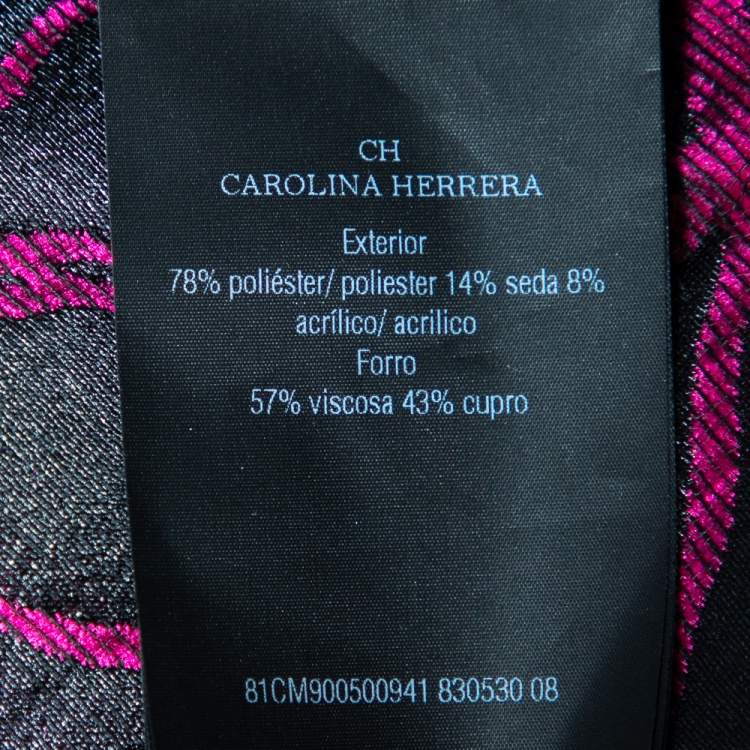 CH
CAROLINA HERRERA
Exterior
78% poliéster/ poliester 14% seda 8%
acrílico/ acrilico
Forro
57% viscosa 43% cupro
81CM900500941 830530 08